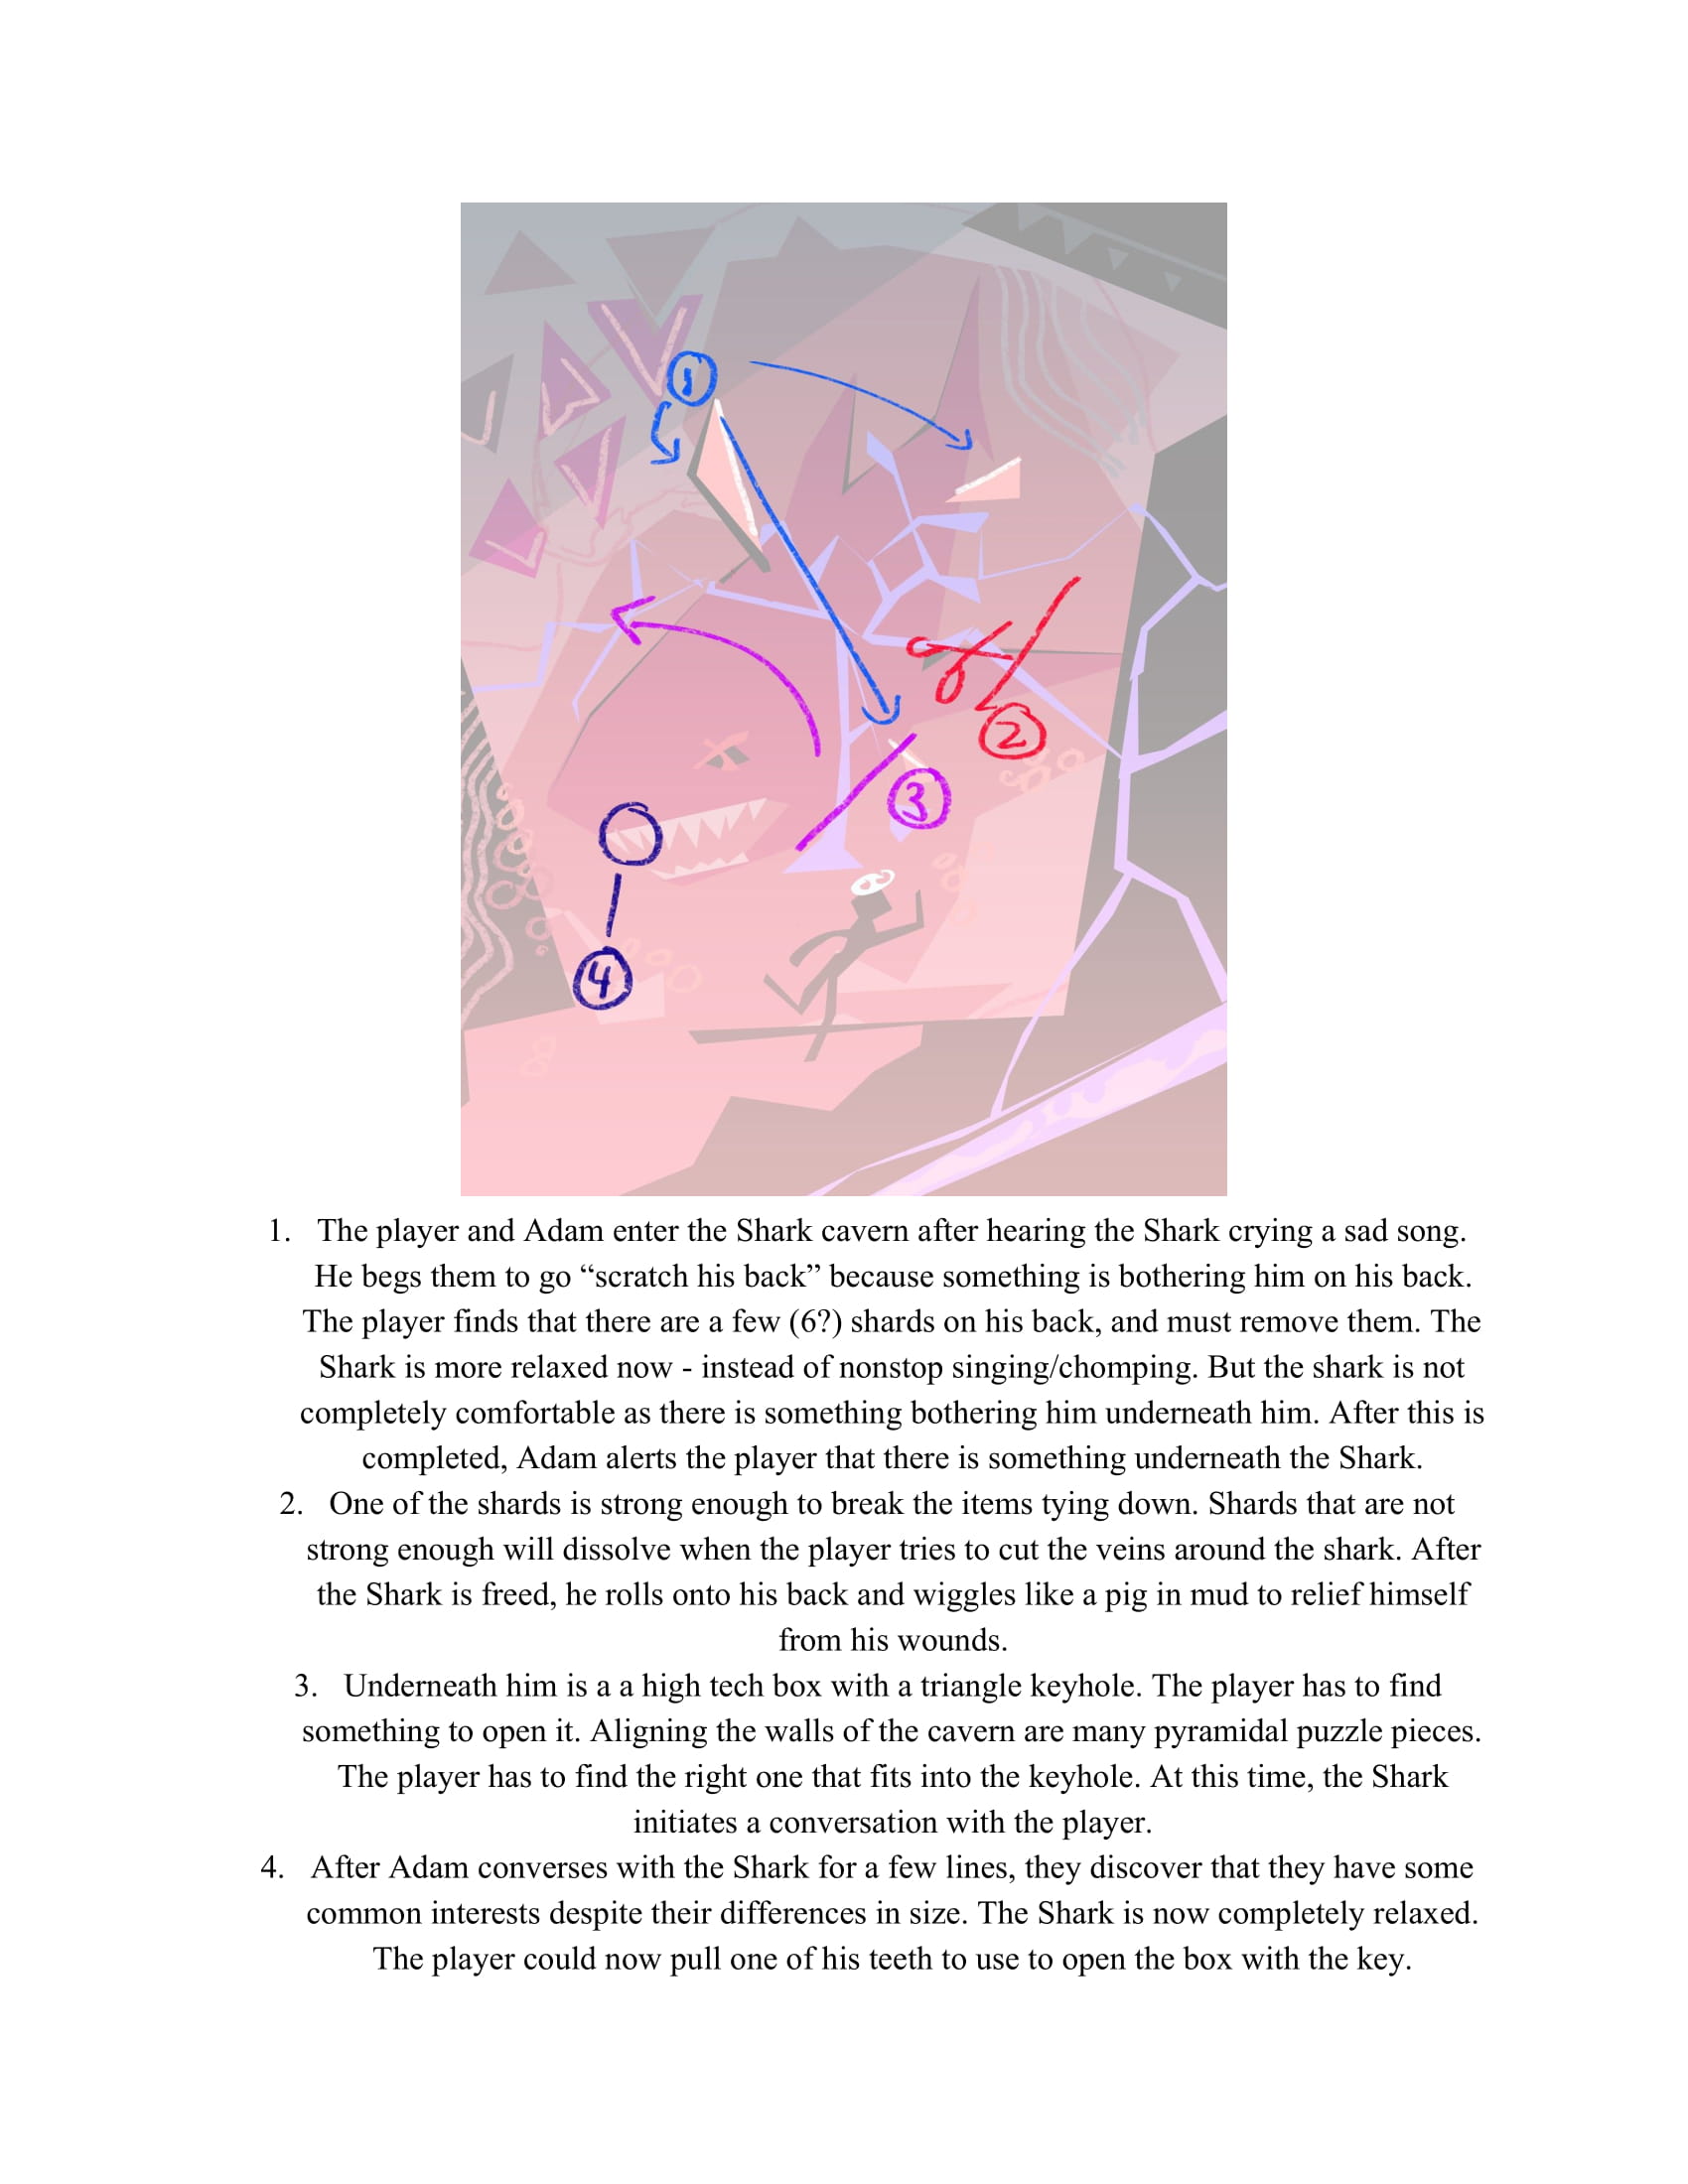 1
2
3
4
1. The player and Adam enter the Shark cavern after hearing the Shark crying a sad song.
He begs them to go “scratch his back” because something is bothering him on his back.
The player finds that there are a few (6?) shards on his back, and must remove them. The
Shark is more relaxed now - instead of nonstop singing/chomping. But the shark is not
completely comfortable as there is something bothering him underneath him. After this is
completed, Adam alerts the player that there is something underneath the Shark.
2. One of the shards is strong enough to break the items tying down. Shards that are not
strong enough will dissolve when the player tries to cut the veins around the shark. After
the Shark is freed, he rolls onto his back and wiggles like a pig in mud to relief himself
from his wounds.
3. Underneath him is a a high tech box with a triangle keyhole. The player has to find
something to open it. Aligning the walls of the cavern are many pyramidal puzzle pieces.
The player has to find the right one that fits into the keyhole. At this time, the Shark
initiates a conversation with the player.
4. After Adam converses with the Shark for a few lines, they discover that they have some
common interests despite their differences in size. The Shark is now completely relaxed.
The player could now pull one of his teeth to use to open the box with the key.